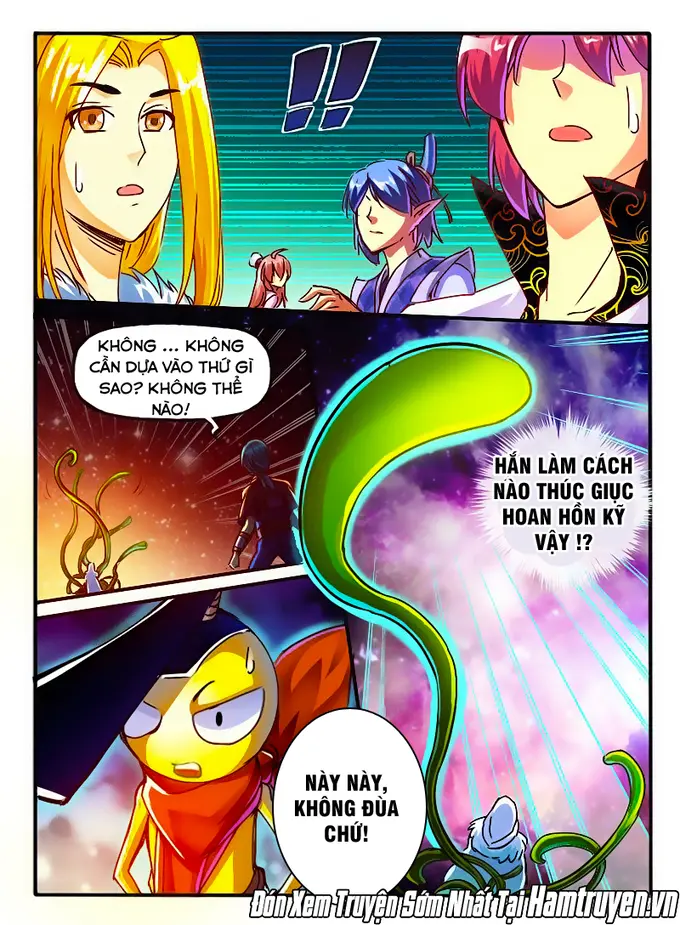 !!
KHÔNG ... KHÔNG
CẦN DỰA VÀO THỨ GÌ
SAO? KHÔNG THỂ
NÀO!
HẮN LÀM CÁCH
NÀO THÚC GIỤC
HOAN HỒN KỲ
VẬY !?
NÀY NÀY,
KHÔNG ĐÙA
CHỨ!
Đón Xem Truyện Sớm Nhất Tại Hamtruyen.vn